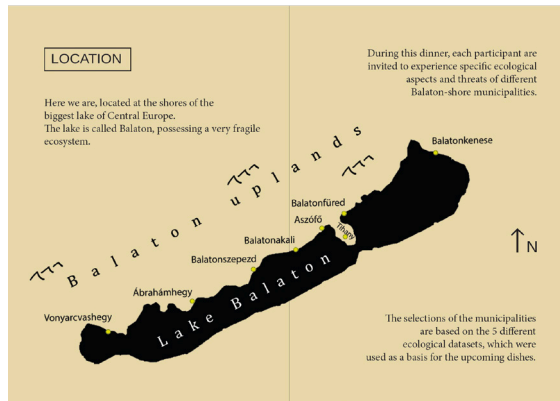 LOCATION
Here we are, located at the shores of the
biggest lake of Central Europe.
The lake is called Balaton, possessing a very fragile
ecosystem.
During this dinner, each participant are
invited to experience specific ecological
aspects and threats of different
Balaton-shore municipalities.
Balaton uplands
Balatonkenese
Balatonfüred
Aszófő
Tihany
Balatonakali
Balatonszepezd
Ábrahámhegy
Vonyarcvashegy
Lake Balaton
N
The selections of the municipalities
are based on the 5 different
ecological datasets, which were
used as a basis for the upcoming dishes.